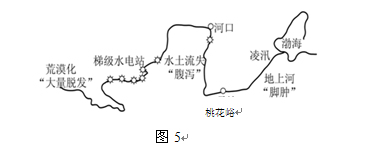 河口
渤海
凌汛
梯级水电站
水土流失
"腹泻"
荒漠化
"大量脱发"
地上河
"脚肿"
桃花峪
图 5